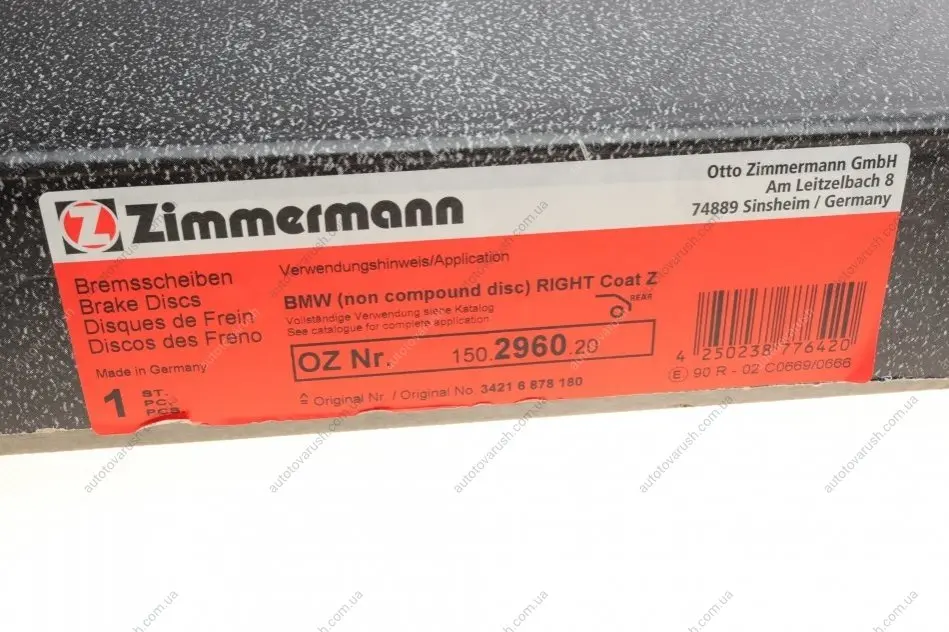 Zimmermann
Otto Zimmermann GmbH
Am Leitzelbach 8
74889 Sinsheim / Germany
Bremsscheiben
Brake Discs
Disques de Frein
Discos des Freno
Made in Germany
1 ST.
PC.
PCS.
Verwendungshinweis/Application
BMW (non compound disc) RIGHT Coat Z
Vollständige Verwendung siehe Katalog
See catalogue for complete application
REAR
OZ Nr. 150.2960.20
≙ Original Nr. / Original No. 3421 6 878 180
4 250238 776420
E 90 R - 02 C0669/0666
autotovarush.com.ua